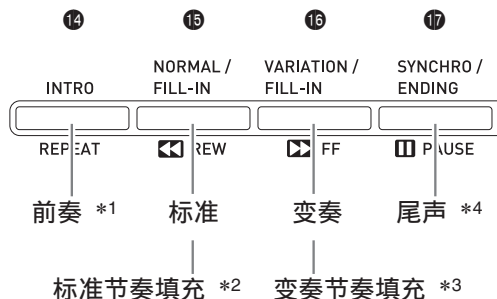 ⓮ ⓯ ⓰ ⓱
NORMAL / VARIATION / SYNCHRO /
INTRO FILL-IN FILL-IN ENDING
REPEAT REW FF PAUSE
前奏 *1 标准 变奏 尾声 *4
标准节奏填充 *2 变奏节奏填充 *3